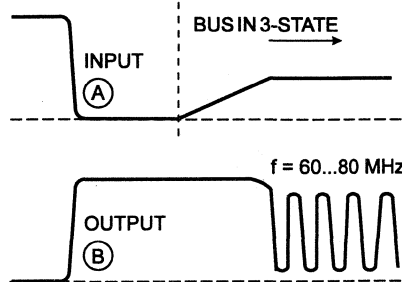 BUS IN 3-STATE
INPUT
A
f = 60...80 MHz
OUTPUT
B